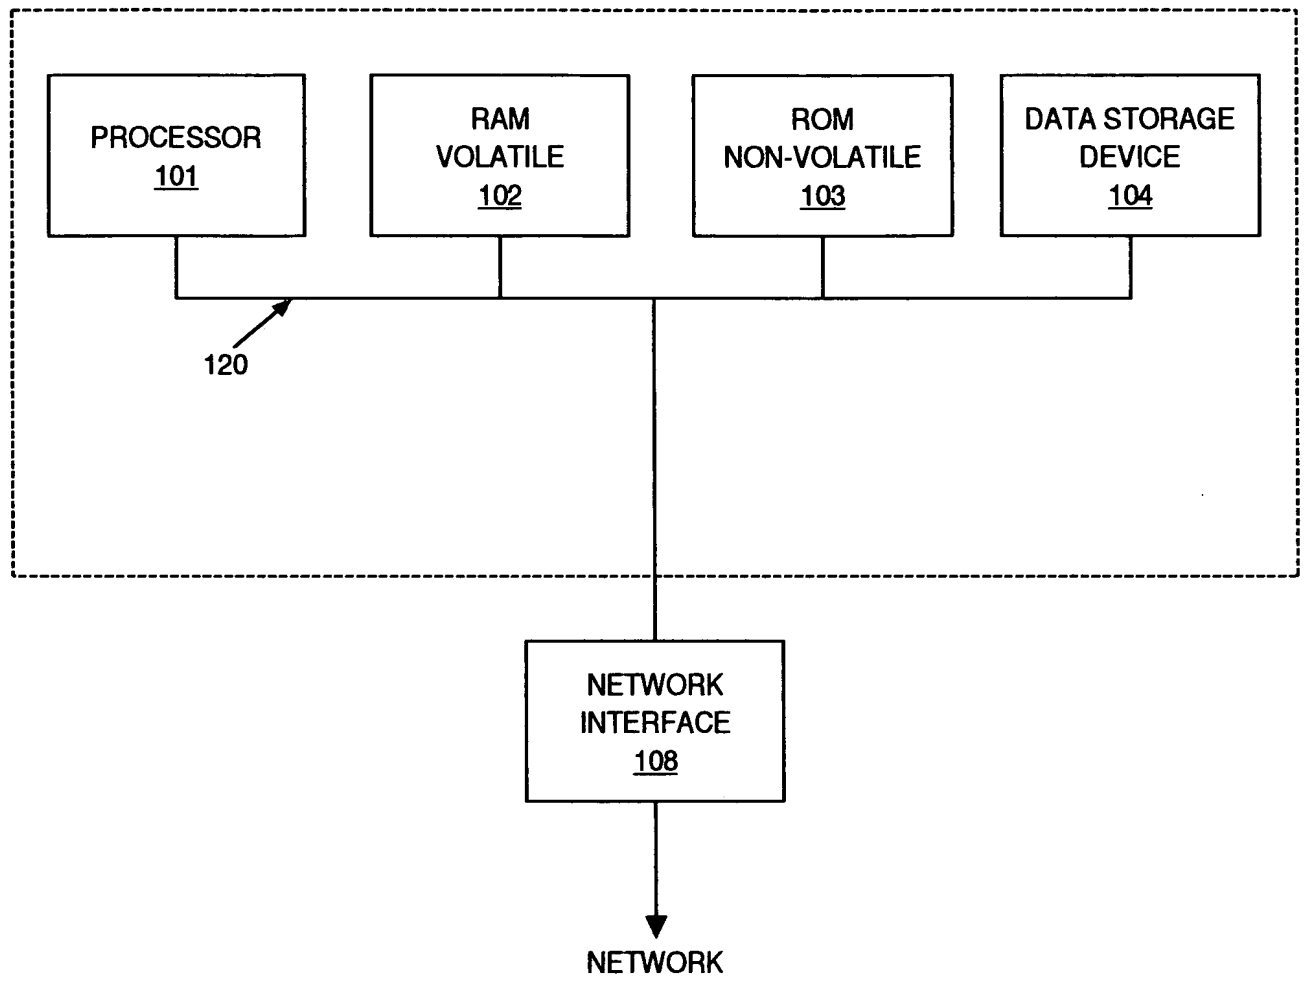 PROCESSOR
101
RAM
VOLATILE
102
ROM
NON-VOLATILE
103
DATA STORAGE
DEVICE
104
120
NETWORK
INTERFACE
108
NETWORK